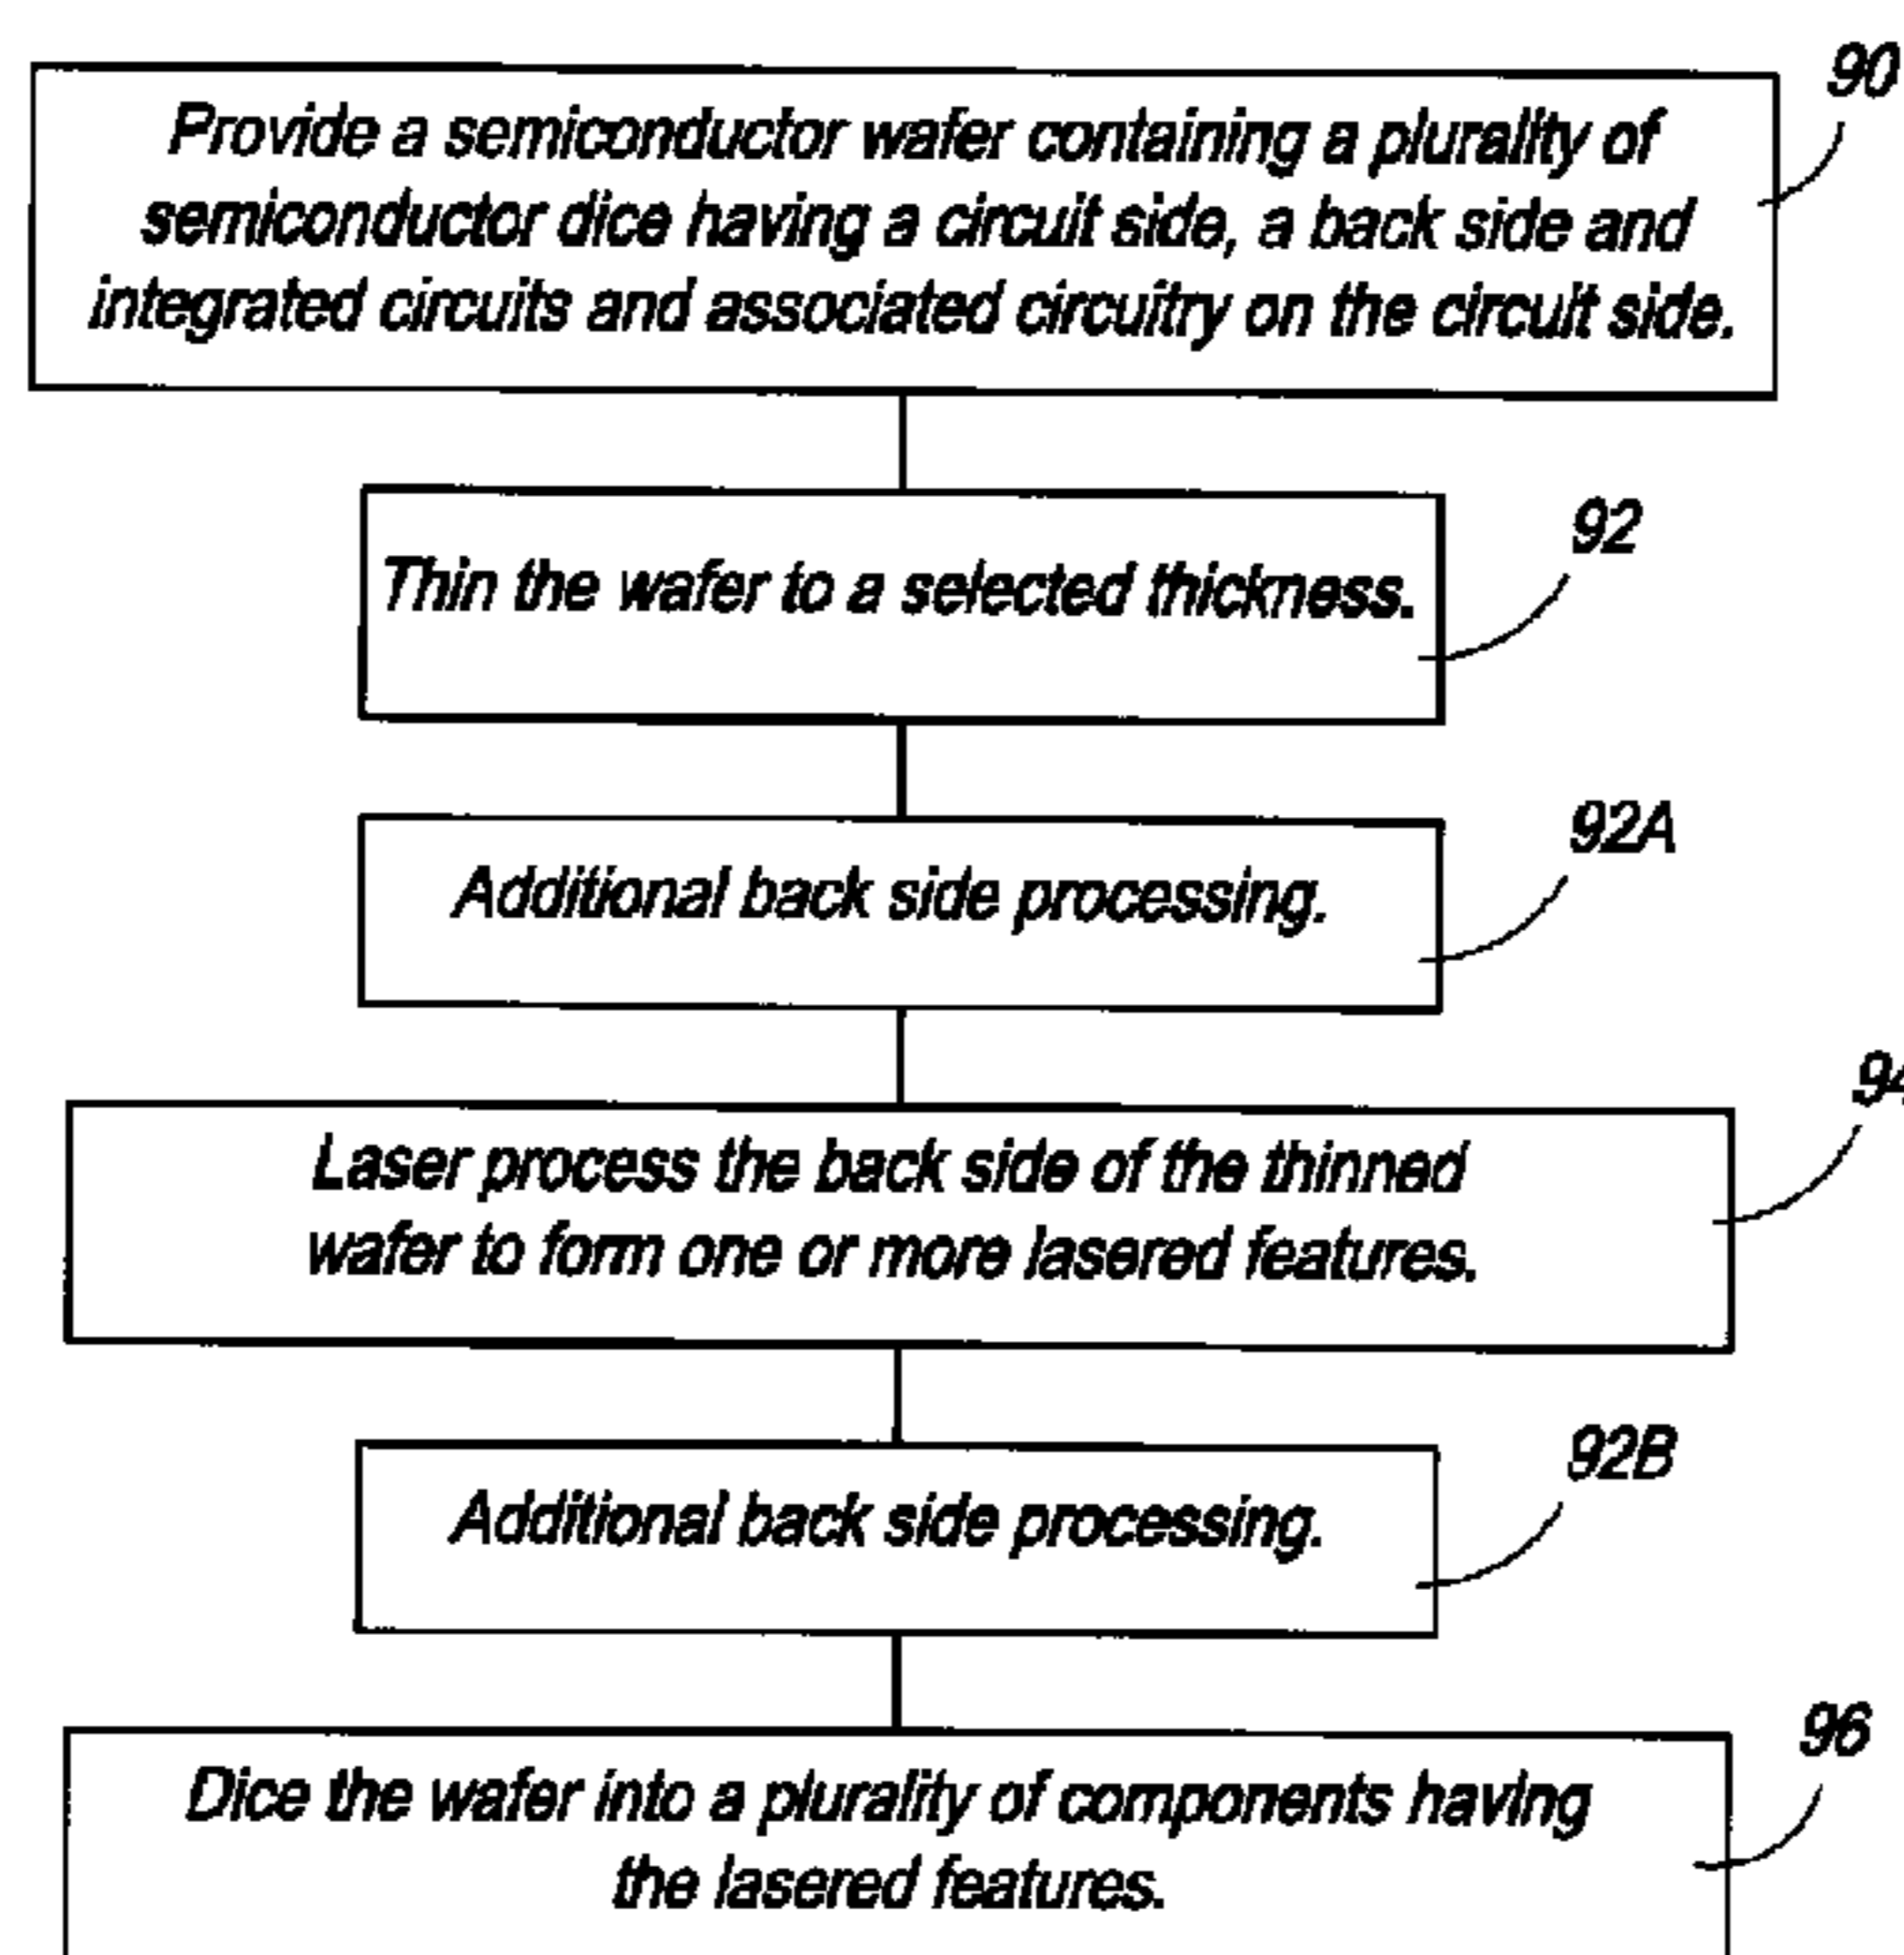 90
Provide a semiconductor wafer containing a plurality of
semiconductor dice having a circuit side, a back side and
integrated circuits and associated circuitry on the circuit side.
92
Thin the wafer to a selected thickness.
92A
Additional back side processing.
94
Laser process the back side of the thinned
wafer to form one or more lasered features.
92B
Additional back side processing.
96
Dice the wafer into a plurality of components having
the lasered features.